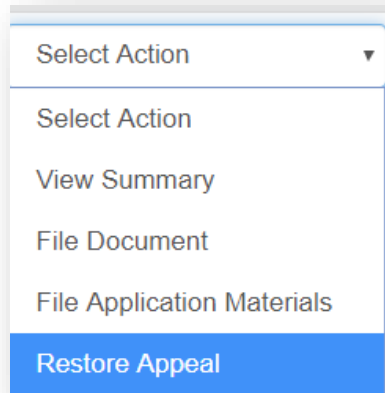 Select Action ▼
Select Action
View Summary
File Document
File Application Materials
Restore Appeal